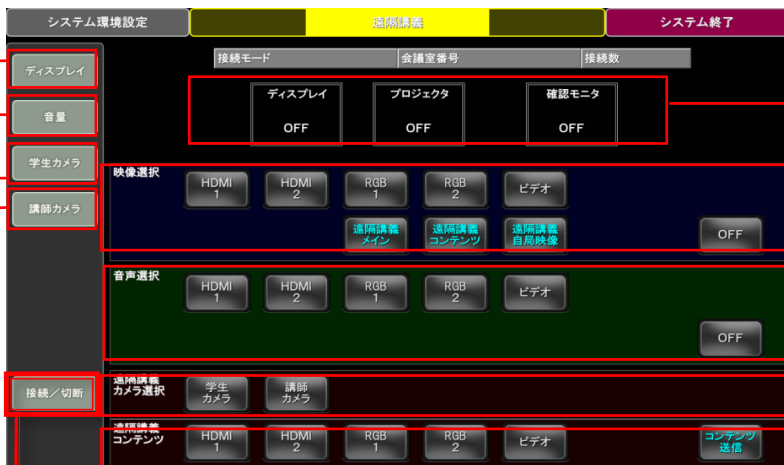 システム環境設定
遠隔講義
システム終了
接続モード
会議室番号
接続数
ディスプレイ
音量
学生カメラ
講師カメラ
ディスプレイ
OFF
プロジェクタ
OFF
確認モニタ
OFF
映像選択
HDMI
1
HDMI
2
RGB
1
RGB
2
ビデオ
遠隔講義
メイン
遠隔講義
コンテンツ
遠隔講義
自局映像
OFF
音声選択
HDMI
1
HDMI
2
RGB
1
RGB
2
ビデオ
OFF
接続/切断
遠隔講義
カメラ選択
学生
カメラ
講師
カメラ
遠隔講義
コンテンツ
HDMI
1
HDMI
2
RGB
1
RGB
2
ビデオ
コンテンツ
送信